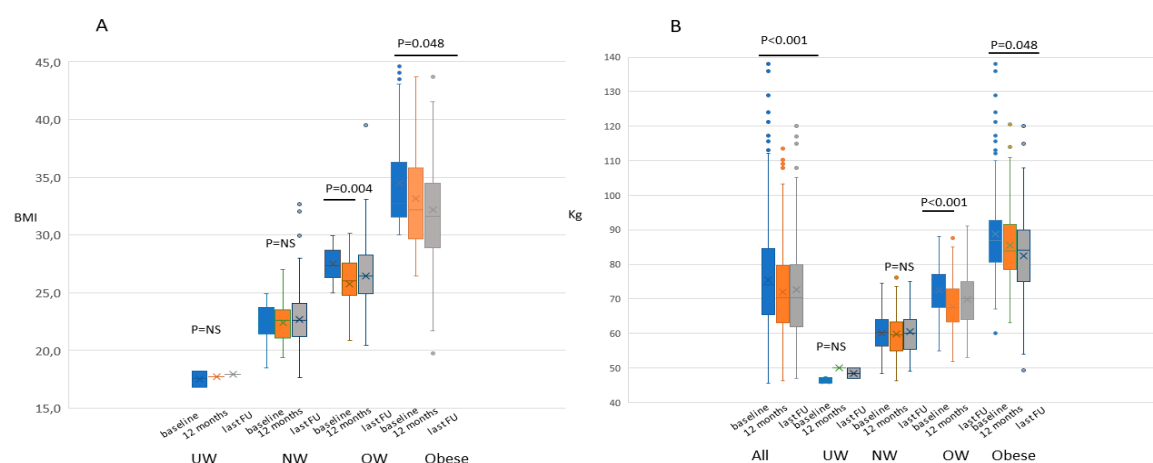 A
P=0.048
45,0
40,0
35,0
P=0.004
BMI
30,0
P=NS
25,0
P=NS
20,0
15,0
baseline
12 months
last FU
baseline
12 months
last FU
baseline
12 months
last FU
baseline
12 months
last FU
UW
NW
OW
Obese
B
P<0.001
P=0.048
140
130
120
110
100
P<0.001
Kg
90
80
P=NS
70
60
P=NS
50
40
baseline
12 months
last FU
baseline
12 months
last FU
baseline
12 months
last FU
baseline
12 months
last FU
baseline
12 months
last FU
All
UW
NW
OW
Obese